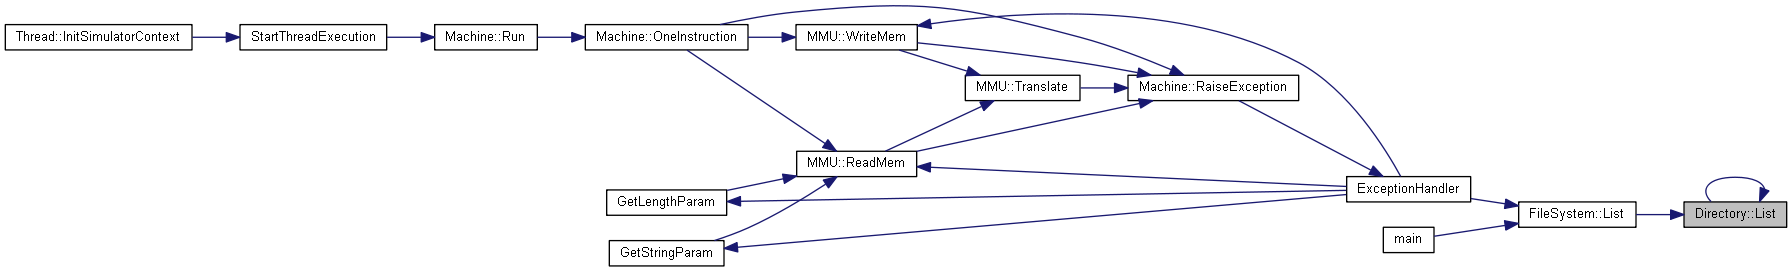 Thread::InitSimulatorContext
StartThreadExecution
Machine::Run
Machine::OneInstruction
MMU::WriteMem
MMU::Translate
Machine::RaiseException
MMU::ReadMem
GetLengthParam
GetStringParam
ExceptionHandler
main
FileSystem::List
Directory::List